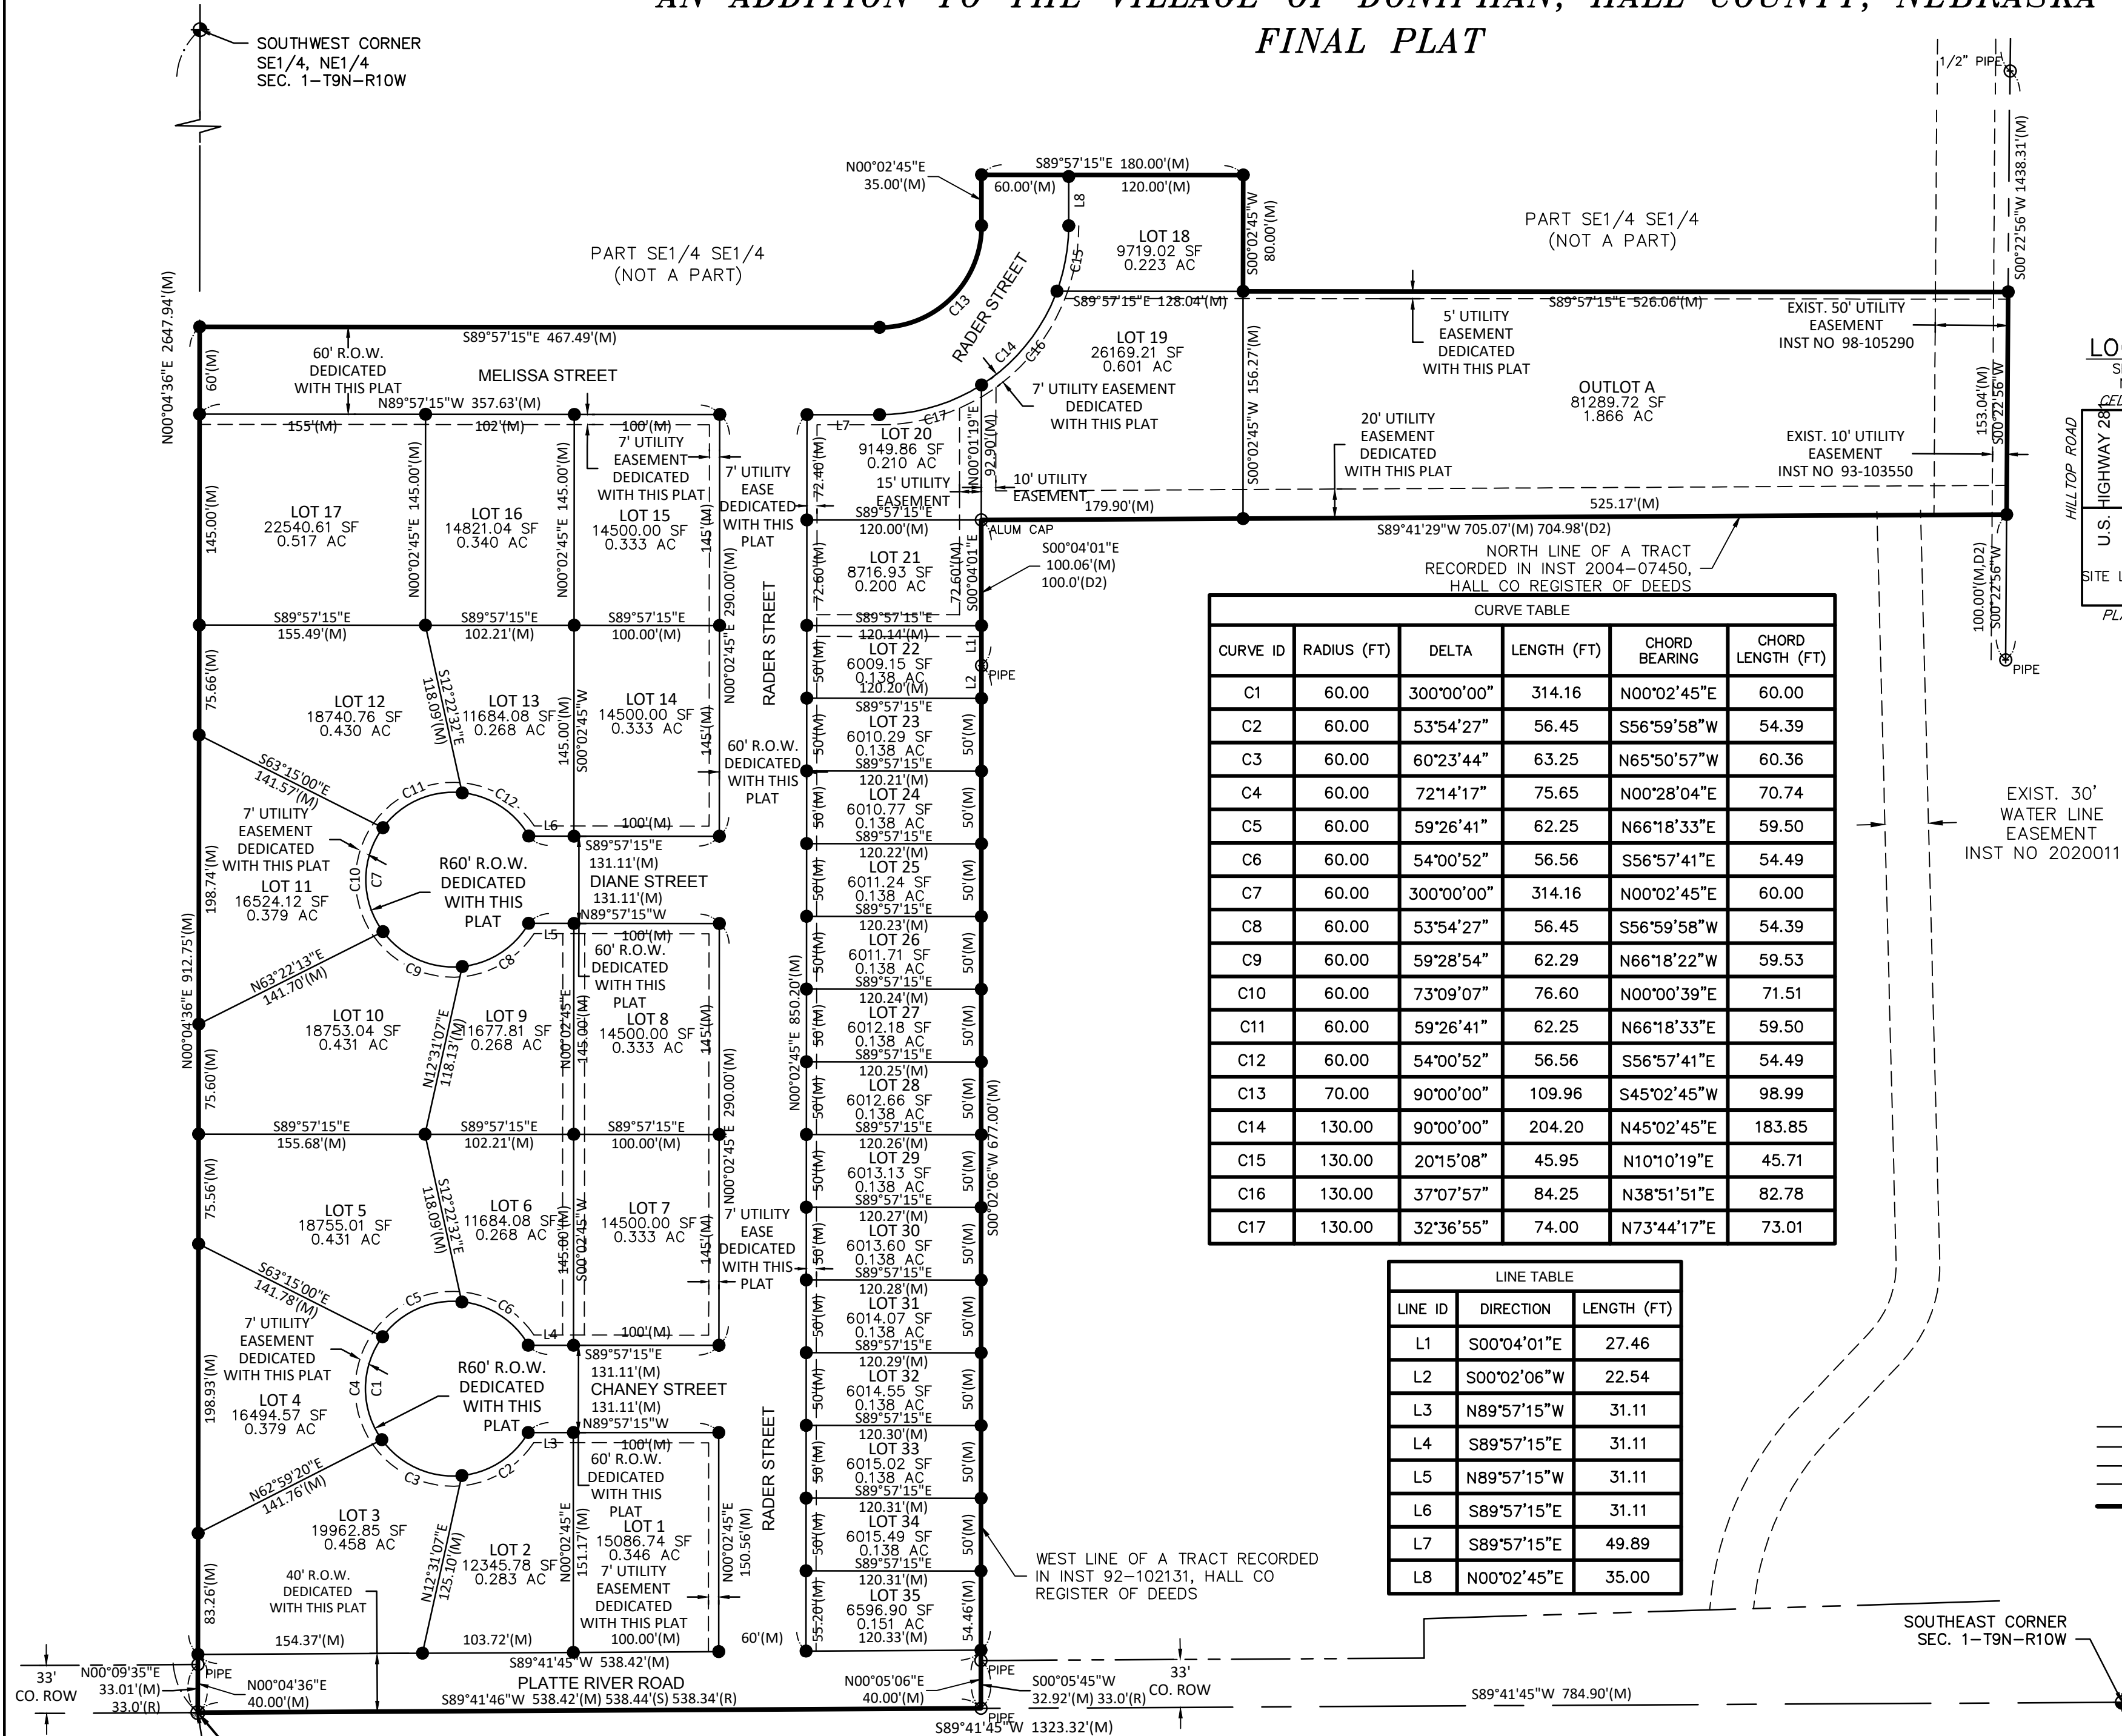 AN ADDITION TO THE VILLAGE OF DONIPHAN, HALL COUNTY, NEBRASKA
FINAL PLAT
SOUTHWEST CORNER
SE1/4, NE1/4
SEC. 1-T9N-R10W
1/2" PIPE
S00°22'56"W 1438.31'(M)
N00°02'45"E
35.00'(M)
S89°57'15"E 180.00'(M)
60.00'(M)
120.00'(M)
L8
PART SE1/4 SE1/4
(NOT A PART)
PART SE1/4 SE1/4
(NOT A PART)
LOT 18
9719.02 SF
0.223 AC
S00°02'45"W
80.00'(M)
C13
C15
RADER STREET
S89°57'15"E 128.04'(M)
S89°57'15"E 526.06'(M)
N00°04'36"E 2647.94'(M)
S89°57'15"E 467.49'(M)
60'(M)
60' R.O.W.
DEDICATED
WITH THIS PLAT
MELISSA STREET
N89°57'15"W 357.63'(M)
C14
C16
LOT 19
26169.21 SF
0.601 AC
7' UTILITY EASEMENT
DEDICATED
WITH THIS PLAT
S00°02'45"W 156.27'(M)
5' UTILITY
EASEMENT
DEDICATED
WITH THIS PLAT
EXIST. 50' UTILITY
EASEMENT
INST NO 98-105290
OUTLOT A
81289.72 SF
1.866 AC
153.04'(M)
S00°22'56"W
20' UTILITY
EASEMENT
DEDICATED
WITH THIS PLAT
EXIST. 10' UTILITY
EASEMENT
INST NO 93-103550
HILLTOP ROAD
U.S. HIGHWAY 281
155'(M)
102'(M)
100'(M)
L7
C17
LOT 20
9149.86 SF
0.210 AC
72.40'(M)
N00°01'19"E
92.90'(M)
15' UTILITY
EASEMENT
10' UTILITY
EASEMENT
7' UTILITY
EASEMENT
DEDICATED
WITH THIS PLAT
7' UTILITY
EASE
DEDICATED
WITH THIS
PLAT
S89°57'15"E
120.00'(M)
179.90'(M)
525.17'(M)
ALUM CAP
S89°41'29"W 705.07'(M) 704.98'(D2)
NORTH LINE OF A TRACT
RECORDED IN INST 2004-07450,
HALL CO REGISTER OF DEEDS
S00°04'01"E
100.06'(M)
100.0'(D2)
100.00'(M,D2)
S00°22'56"W
PIPE
145.00'(M)
LOT 17
22540.61 SF
0.517 AC
N00°02'45"E 145.00'(M)
LOT 16
14821.04 SF
0.340 AC
N00°02'45"E 145.00'(M)
LOT 15
14500.00 SF
0.333 AC
145'(M)
N00°02'45"E 290.00'(M)
LOT 21
8716.93 SF
0.200 AC
72.60'(M)
72.60'(M)
S00°04'01"E
RADER STREET
S89°57'15"E
155.49'(M)
S89°57'15"E
102.21'(M)
S89°57'15"E
100.00'(M)
S89°57'15"E
120.14'(M)
75.66'(M)
LOT 12
18740.76 SF
0.430 AC
S12°22'32"E
118.09'(M)
LOT 13
11684.08 SF
0.268 AC
145.00'(M)
S00°02'45"W
LOT 14
14500.00 SF
0.333 AC
145'(M)
LOT 22
6009.15 SF
0.138 AC
120.20'(M)
50'(M)
L1
L2
PIPE
S89°57'15"E
LOT 23
6010.29 SF
0.138 AC
S89°57'15"E
120.21'(M)
50'(M)
50'(M)
60' R.O.W.
DEDICATED
WITH THIS
PLAT
LOT 24
6010.77 SF
0.138 AC
S89°57'15"E
120.22'(M)
50'(M)
50'(M)
S63°15'00"E
141.57'(M)
7' UTILITY
EASEMENT
DEDICATED
WITH THIS PLAT
C11
C12
L6
100'(M)
S89°57'15"E
131.11'(M)
DIANE STREET
131.11'(M)
N89°57'15"W
R60' R.O.W.
DEDICATED
WITH THIS
PLAT
C10
C7
LOT 11
16524.12 SF
0.379 AC
198.74'(M)
LOT 25
6011.24 SF
0.138 AC
S89°57'15"E
120.23'(M)
50'(M)
50'(M)
L5
100'(M)
C9
C8
N63°22'13"E
141.70'(M)
60' R.O.W.
DEDICATED
WITH THIS
PLAT
LOT 26
6011.71 SF
0.138 AC
S89°57'15"E
120.24'(M)
50'(M)
50'(M)
N00°02'45"E 850.20'(M)
N00°04'36"E 912.75'(M)
LOT 10
18753.04 SF
0.431 AC
75.60'(M)
N12°31'07"E
118.13'(M)
LOT 9
11677.81 SF
0.268 AC
N00°02'45"E
145.00'(M)
LOT 8
14500.00 SF
0.333 AC
145'(M)
N00°02'45"E 290.00'(M)
LOT 27
6012.18 SF
0.138 AC
S89°57'15"E
120.25'(M)
50'(M)
50'(M)
LOT 28
6012.66 SF
0.138 AC
S89°57'15"E
120.26'(M)
50'(M)
50'(M)
S00°02'06"W 677.00'(M)
S89°57'15"E
155.68'(M)
S89°57'15"E
102.21'(M)
S89°57'15"E
100.00'(M)
LOT 29
6013.13 SF
0.138 AC
S89°57'15"E
120.27'(M)
50'(M)
50'(M)
75.56'(M)
LOT 5
18755.01 SF
0.431 AC
S12°22'32"E
118.09'(M)
LOT 6
11684.08 SF
0.268 AC
145.00'(M)
S00°02'45"W
LOT 7
14500.00 SF
0.333 AC
145'(M)
7' UTILITY
EASE
DEDICATED
WITH THIS
PLAT
LOT 30
6013.60 SF
0.138 AC
S89°57'15"E
120.28'(M)
50'(M)
50'(M)
S63°15'00"E
141.78'(M)
7' UTILITY
EASEMENT
DEDICATED
WITH THIS PLAT
C5
C6
L4
100'(M)
LOT 31
6014.07 SF
0.138 AC
S89°57'15"E
120.29'(M)
50'(M)
50'(M)
S89°57'15"E
131.11'(M)
CHANEY STREET
131.11'(M)
N89°57'15"W
R60' R.O.W.
DEDICATED
WITH THIS
PLAT
C4
C1
LOT 4
16494.57 SF
0.379 AC
198.93'(M)
LOT 32
6014.55 SF
0.138 AC
S89°57'15"E
120.30'(M)
50'(M)
50'(M)
L3
100'(M)
C3
C2
N62°59'20"E
141.76'(M)
60' R.O.W.
DEDICATED
WITH THIS
PLAT
RADER STREET
LOT 33
6015.02 SF
0.138 AC
S89°57'15"E
120.31'(M)
50'(M)
50'(M)
LOT 3
19962.85 SF
0.458 AC
83.26'(M)
N12°31'07"E
125.10'(M)
LOT 2
12345.78 SF
0.283 AC
N00°02'45"E
151.17'(M)
LOT 1
15086.74 SF
0.346 AC
7' UTILITY
EASEMENT
DEDICATED
WITH THIS PLAT
N00°02'45"E
150.56'(M)
LOT 34
6015.49 SF
0.138 AC
S89°57'15"E
120.31'(M)
50'(M)
50'(M)
LOT 35
6596.90 SF
0.151 AC
120.33'(M)
55.20'(M)
54.46'(M)
40' R.O.W.
DEDICATED
WITH THIS PLAT
154.37'(M)
103.72'(M)
100.00'(M)
60'(M)
S89°41'45"W 538.42'(M)
PLATTE RIVER ROAD
S89°41'46"W 538.42'(M) 538.44'(S) 538.34'(R)
33'
CO. ROW
N00°09'35"E
33.01'(M)
33.0'(R)
PIPE
N00°04'36"E
40.00'(M)
N00°05'06"E
40.00'(M)
PIPE
S00°05'45"W
32.92'(M) 33.0'(R)
PIPE
33'
CO. ROW
S89°41'45"W 1323.32'(M)
S89°41'45"W 784.90'(M)
WEST LINE OF A TRACT RECORDED
IN INST 92-102131, HALL CO
REGISTER OF DEEDS
SOUTHEAST CORNER
SEC. 1-T9N-R10W
EXIST. 30'
WATER LINE
EASEMENT
INST NO 2020011
CURVE TABLE
CURVE ID RADIUS (FT) DELTA LENGTH (FT) CHORD BEARING CHORD LENGTH (FT)
C1 60.00 300°00'00" 314.16 N00°02'45"E 60.00
C2 60.00 53°54'27" 56.45 S56°59'58"W 54.39
C3 60.00 60°23'44" 63.25 N65°50'57"W 60.36
C4 60.00 72°14'17" 75.65 N00°28'04"E 70.74
C5 60.00 59°26'41" 62.25 N66°18'33"E 59.50
C6 60.00 54°00'52" 56.56 S56°57'41"E 54.49
C7 60.00 300°00'00" 314.16 N00°02'45"E 60.00
C8 60.00 53°54'27" 56.45 S56°59'58"W 54.39
C9 60.00 59°28'54" 62.29 N66°18'22"W 59.53
C10 60.00 73°09'07" 76.60 N00°00'39"E 71.51
C11 60.00 59°26'41" 62.25 N66°18'33"E 59.50
C12 60.00 54°00'52" 56.56 S56°57'41"E 54.49
C13 70.00 90°00'00" 109.96 S45°02'45"W 98.99
C14 130.00 90°00'00" 204.20 N45°02'45"E 183.85
C15 130.00 20°15'08" 45.95 N10°10'19"E 45.71
C16 130.00 37°07'57" 84.25 N38°51'51"E 82.78
C17 130.00 32°36'55" 74.00 N73°44'17"E 73.01
LINE TABLE
LINE ID DIRECTION LENGTH (FT)
L1 S00°04'01"E 27.46
L2 S00°02'06"W 22.54
L3 N89°57'15"W 31.11
L4 S89°57'15"E 31.11
L5 N89°57'15"W 31.11
L6 S89°57'15"E 31.11
L7 S89°57'15"E 49.89
L8 N00°02'45"E 35.00